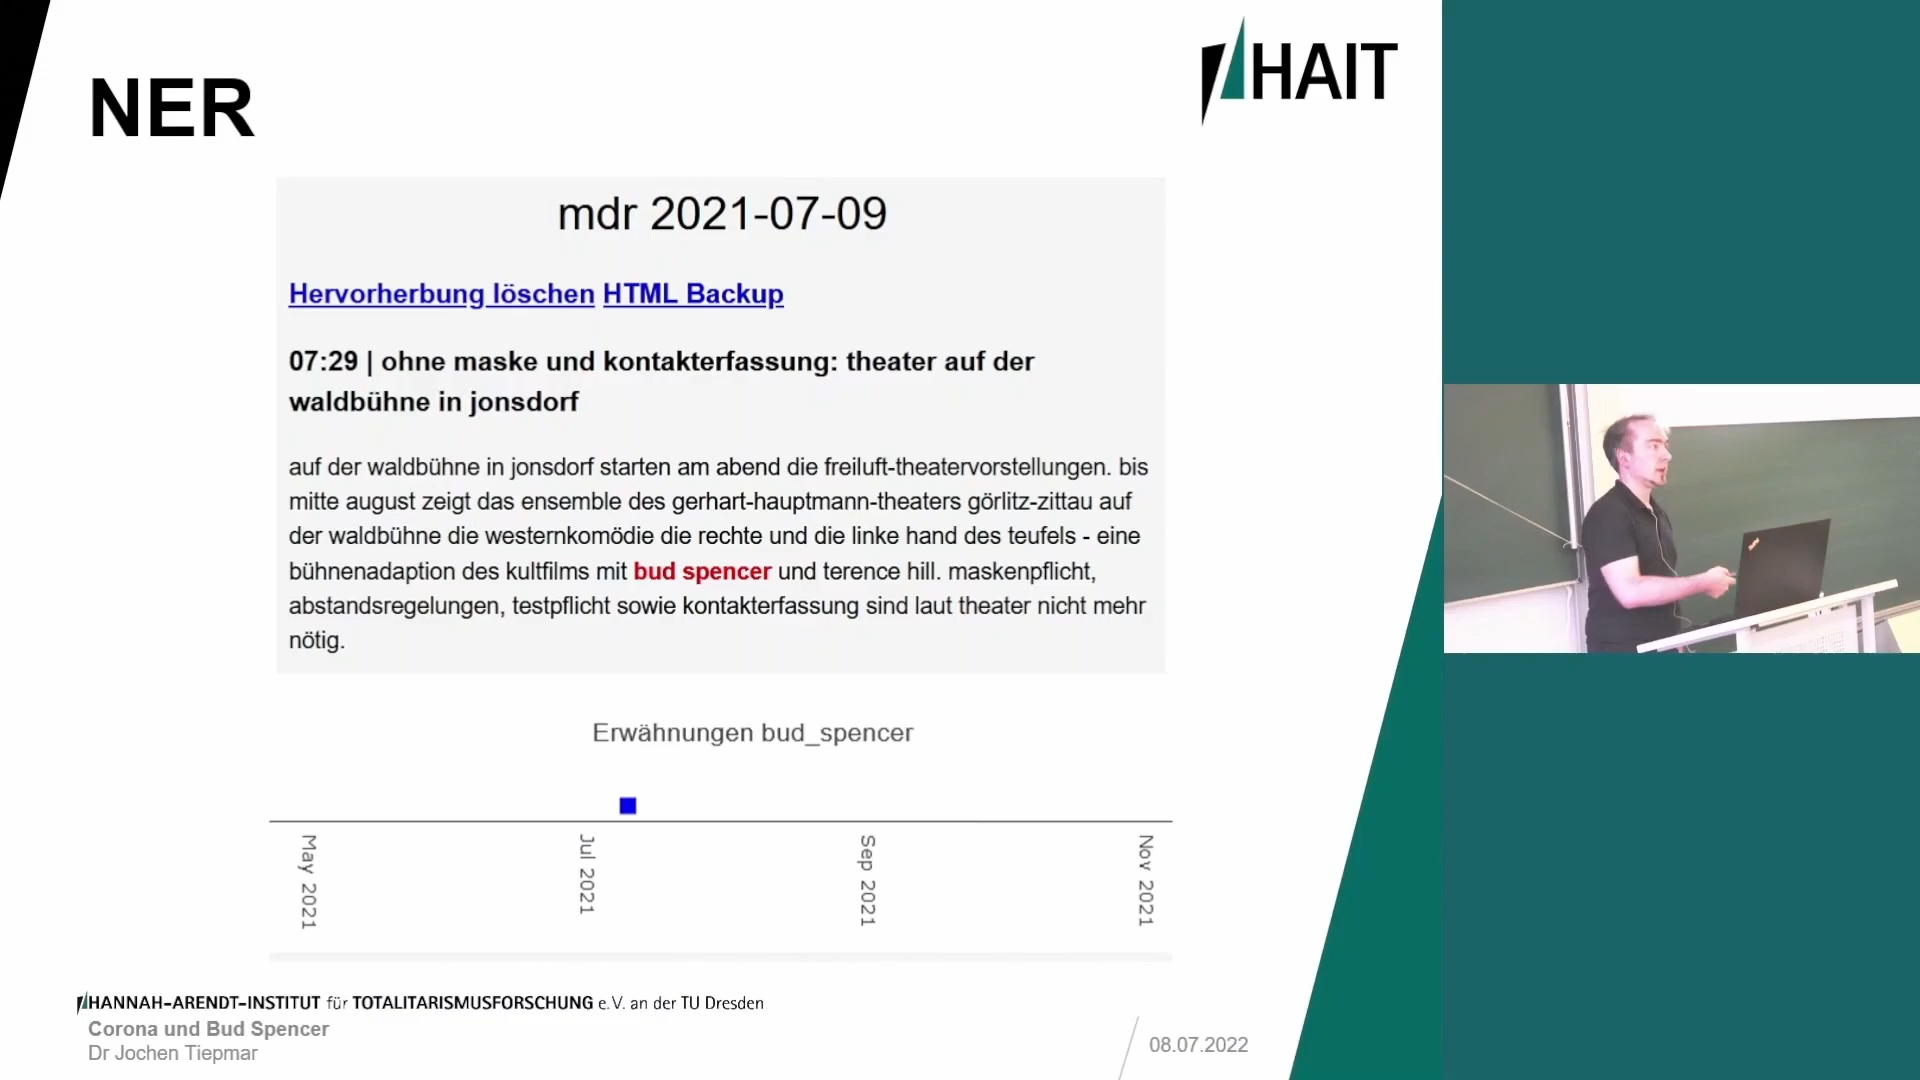 NER
HAIT
mdr 2021-07-09
Hervorherbung löschen HTML Backup
07:29 | ohne maske und kontakterfassung: theater auf der
waldbühne in jonsdorf
auf der waldbühne in jonsdorf starten am abend die freiluft-theatervorstellungen. bis
mitte august zeigt das ensemble des gerhart-hauptmann-theaters görlitz-zittau auf
der waldbühne die westernkomödie die rechte und die linke hand des teufels - eine
bühnenadaption des kultfilms mit bud spencer und terence hill. maskenpflicht,
abstandsregelungen, testpflicht sowie kontakterfassung sind laut theater nicht mehr
nötig.
Erwähnungen bud_spencer
May 2021
Jul 2021
Sep 2021
Nov 2021
HANNAH-ARENDT-INSTITUT für TOTALITARISMUSFORSCHUNG e.V. an der TU Dresden
Corona und Bud Spencer
Dr Jochen Tiepmar
08.07.2022